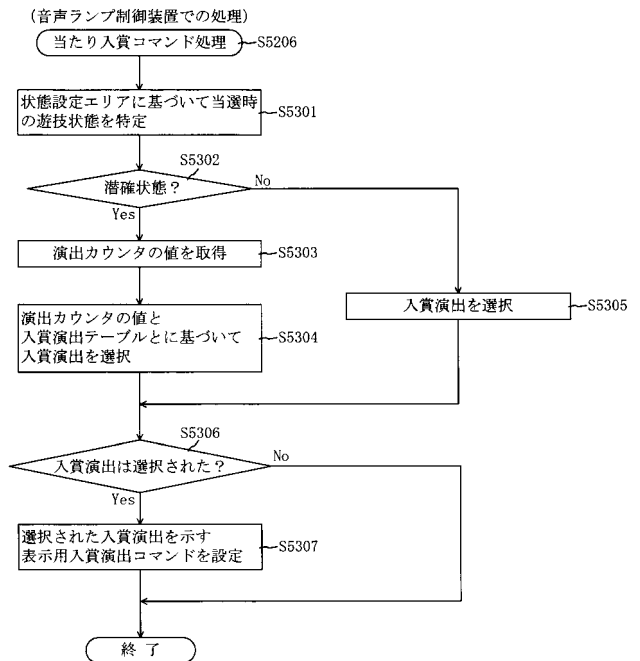 (音声ランプ制御装置での処理)
当たり入賞コマンド処理
S5206
状態設定エリアに基づいて当選時
の遊技状態を特定
S5301
S5302
潜確状態?
No
Yes
演出カウンタの値を取得
S5303
演出カウンタの値と
入賞演出テーブルとに基づいて
入賞演出を選択
S5304
入賞演出を選択
S5305
S5306
入賞演出は選択された?
No
Yes
選択された入賞演出を示す
表示用入賞演出コマンドを設定
S5307
終了